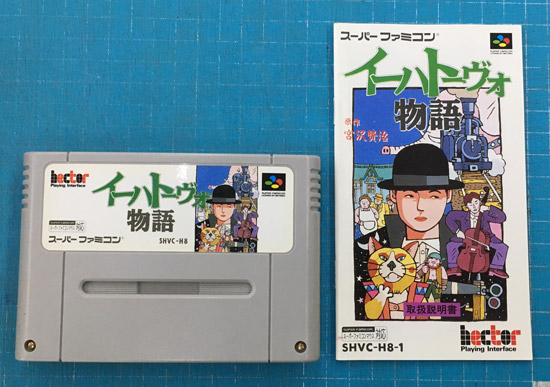 hector
Playing Interface
イーハトーヴォ
物語
スーパーファミコン
SHVC-H8
スーパーファミコン
イーハトーヴォ
物語
原作
宮沢賢治
取扱説明書
SHVC-H8-1
hector
Playing Interface